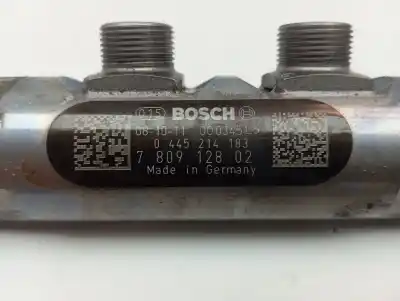 BOSCH
08-10-11
0 445 214 183
7 809 128 02
Made in Germany